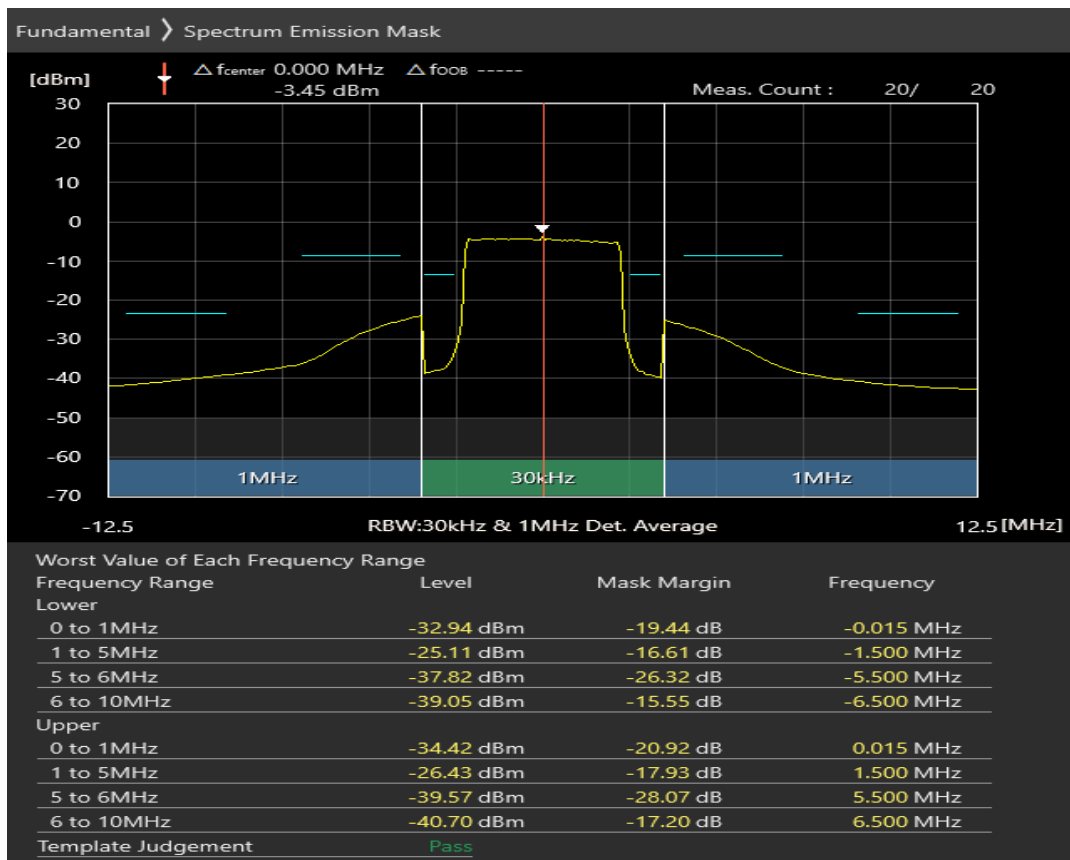 Fundamental 〉 Spectrum Emission Mask
[dBm] △ fcenter 0.000 MHz △ fOOB -----
-3.45 dBm Meas. Count : 20/ 20
30
20
10
0
-10
-20
-30
-40
-50
-60
1MHz 30kHz 1MHz
-70
-12.5 RBW:30kHz & 1MHz Det. Average 12.5 [MHz]
Worst Value of Each Frequency Range
Frequency Range Level Mask Margin Frequency
Lower
0 to 1MHz -32.94 dBm -19.44 dB -0.015 MHz
1 to 5MHz -25.11 dBm -16.61 dB -1.500 MHz
5 to 6MHz -37.82 dBm -26.32 dB -5.500 MHz
6 to 10MHz -39.05 dBm -15.55 dB -6.500 MHz
Upper
0 to 1MHz -34.42 dBm -20.92 dB 0.015 MHz
1 to 5MHz -26.43 dBm -17.93 dB 1.500 MHz
5 to 6MHz -39.57 dBm -28.07 dB 5.500 MHz
6 to 10MHz -40.70 dBm -17.20 dB 6.500 MHz
Template Judgement Pass